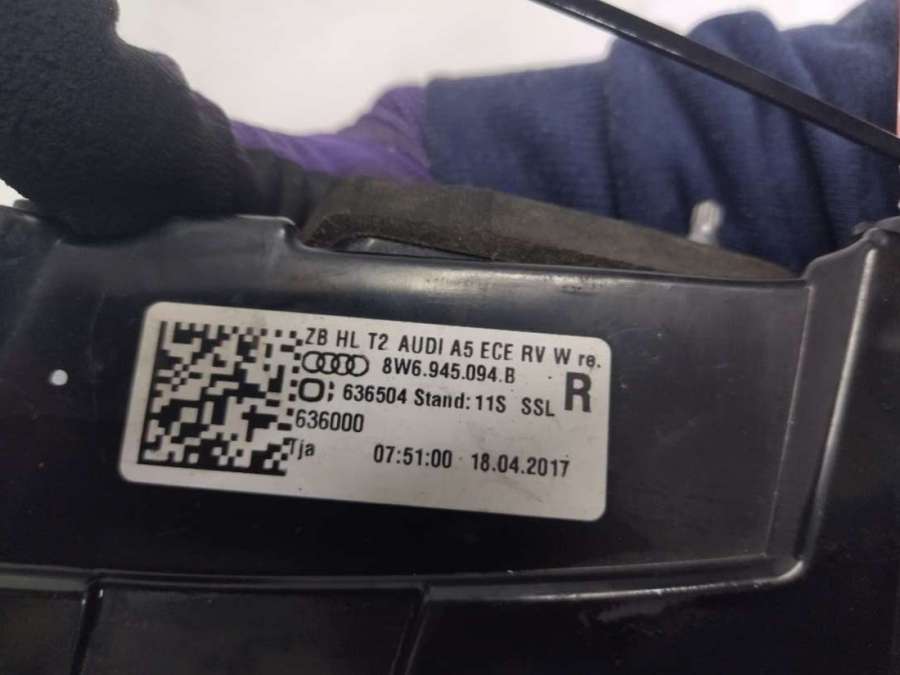 ZB HL T2 AUDI A5 ECE RV W re.
8W6.945.094.B R
636504 Stand: 11S SSL
636000
Tja 07:51:00 18.04.2017